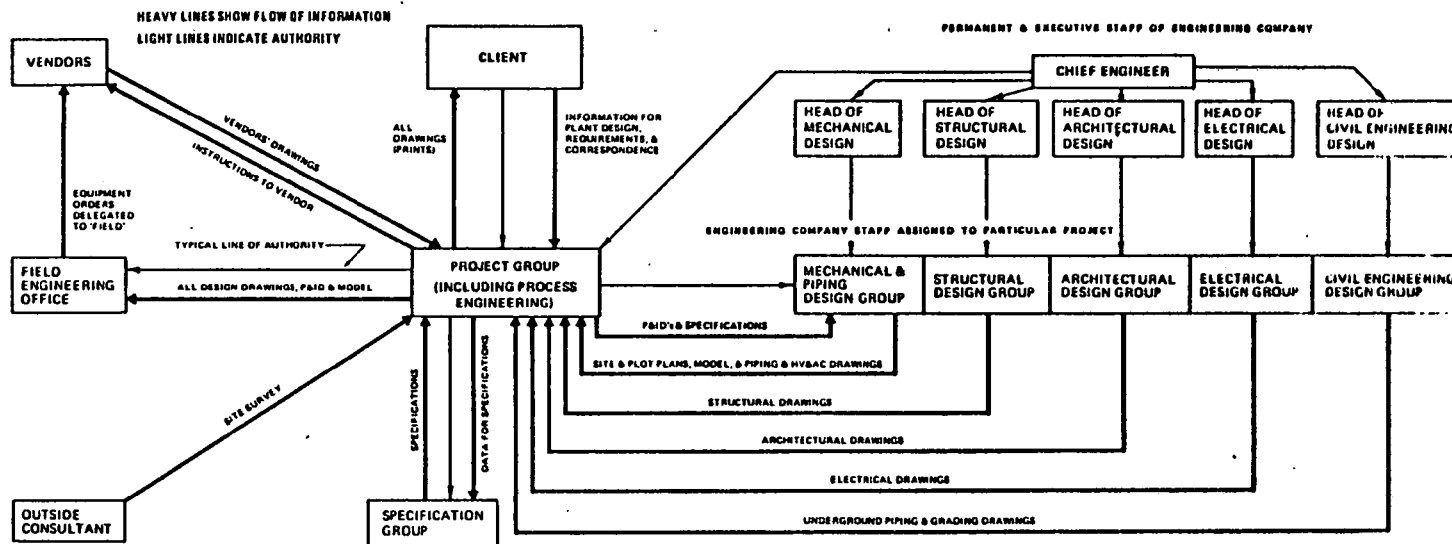 HEAVY LINES SHOW FLOW OF INFORMATION
LIGHT LINES INDICATE AUTHORITY
PERMANENT & EXECUTIVE STAFF OF ENGINEERING COMPANY
VENDORS
CLIENT
CHIEF ENGINEER
HEAD OF
MECHANICAL
DESIGN
HEAD OF
STRUCTURAL
DESIGN
HEAD OF
ARCHITECTURAL
DESIGN
HEAD OF
ELECTRICAL
DESIGN
HEAD OF
CIVIL ENGINEERING
DESIGN
VENDORS' DRAWINGS
INSTRUCTIONS TO VENDOR
ALL
DRAWINGS
(PRINTS)
INFORMATION FOR
PLANT DESIGN,
REQUIREMENTS, &
CORRESPONDENCE
EQUIPMENT
ORDERS
DELEGATED
TO 'FIELD'
TYPICAL LINE OF AUTHORITY
ENGINEERING COMPANY STAFF ASSIGNED TO PARTICULAR PROJECT
FIELD
ENGINEERING
OFFICE
ALL DESIGN DRAWINGS, P&ID & MODEL
PROJECT GROUP
(INCLUDING PROCESS
ENGINEERING)
MECHANICAL &
PIPING
DESIGN GROUP
STRUCTURAL
DESIGN GROUP
ARCHITECTURAL
DESIGN GROUP
ELECTRICAL
DESIGN GROUP
CIVIL ENGINEERING
DESIGN GROUP
P&ID's & SPECIFICATIONS
SITE & PLOT PLANS, MODEL, & PIPING & HV&AC DRAWINGS
STRUCTURAL DRAWINGS
ARCHITECTURAL DRAWINGS
ELECTRICAL DRAWINGS
UNDERGROUND PIPING & GRADING DRAWINGS
SITE SURVEY
SPECIFICATIONS
DATA FOR SPECIFICATIONS
OUTSIDE
CONSULTANT
SPECIFICATION
GROUP